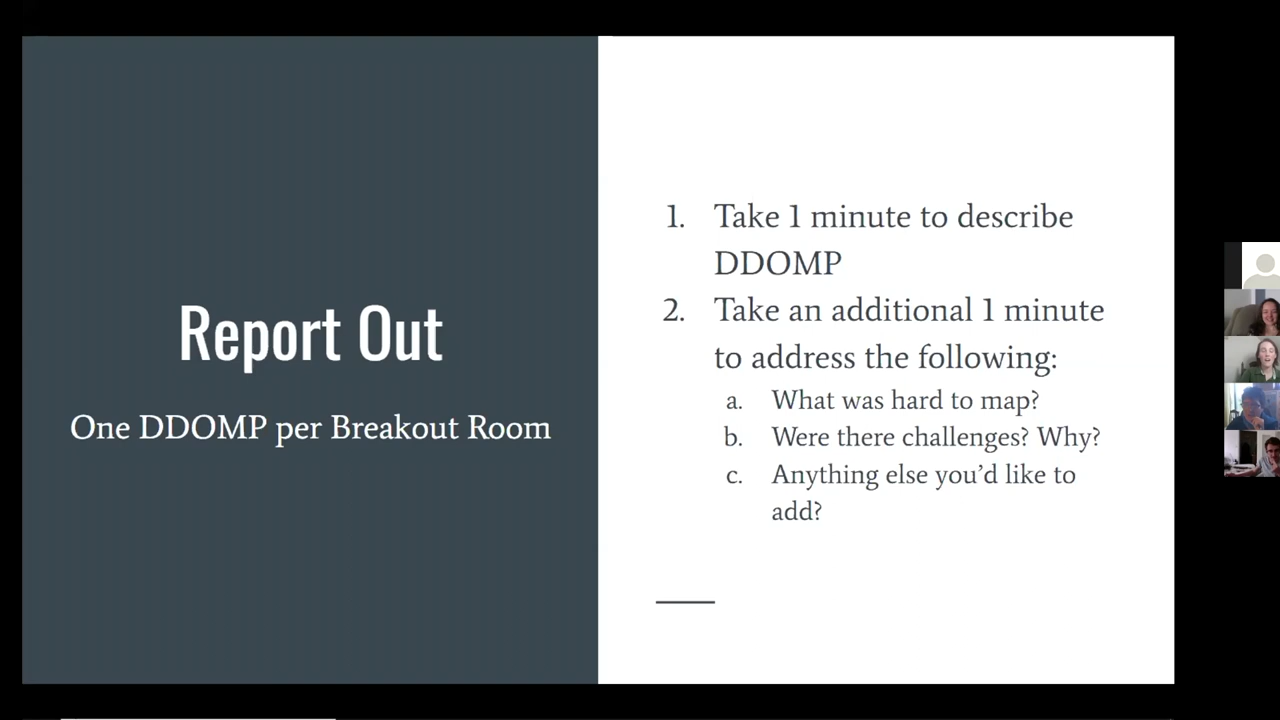 Report Out
One DDOMP per Breakout Room
1. Take 1 minute to describe
DDOMP
2. Take an additional 1 minute
to address the following:
a. What was hard to map?
b. Were there challenges? Why?
c. Anything else you’d like to
add?